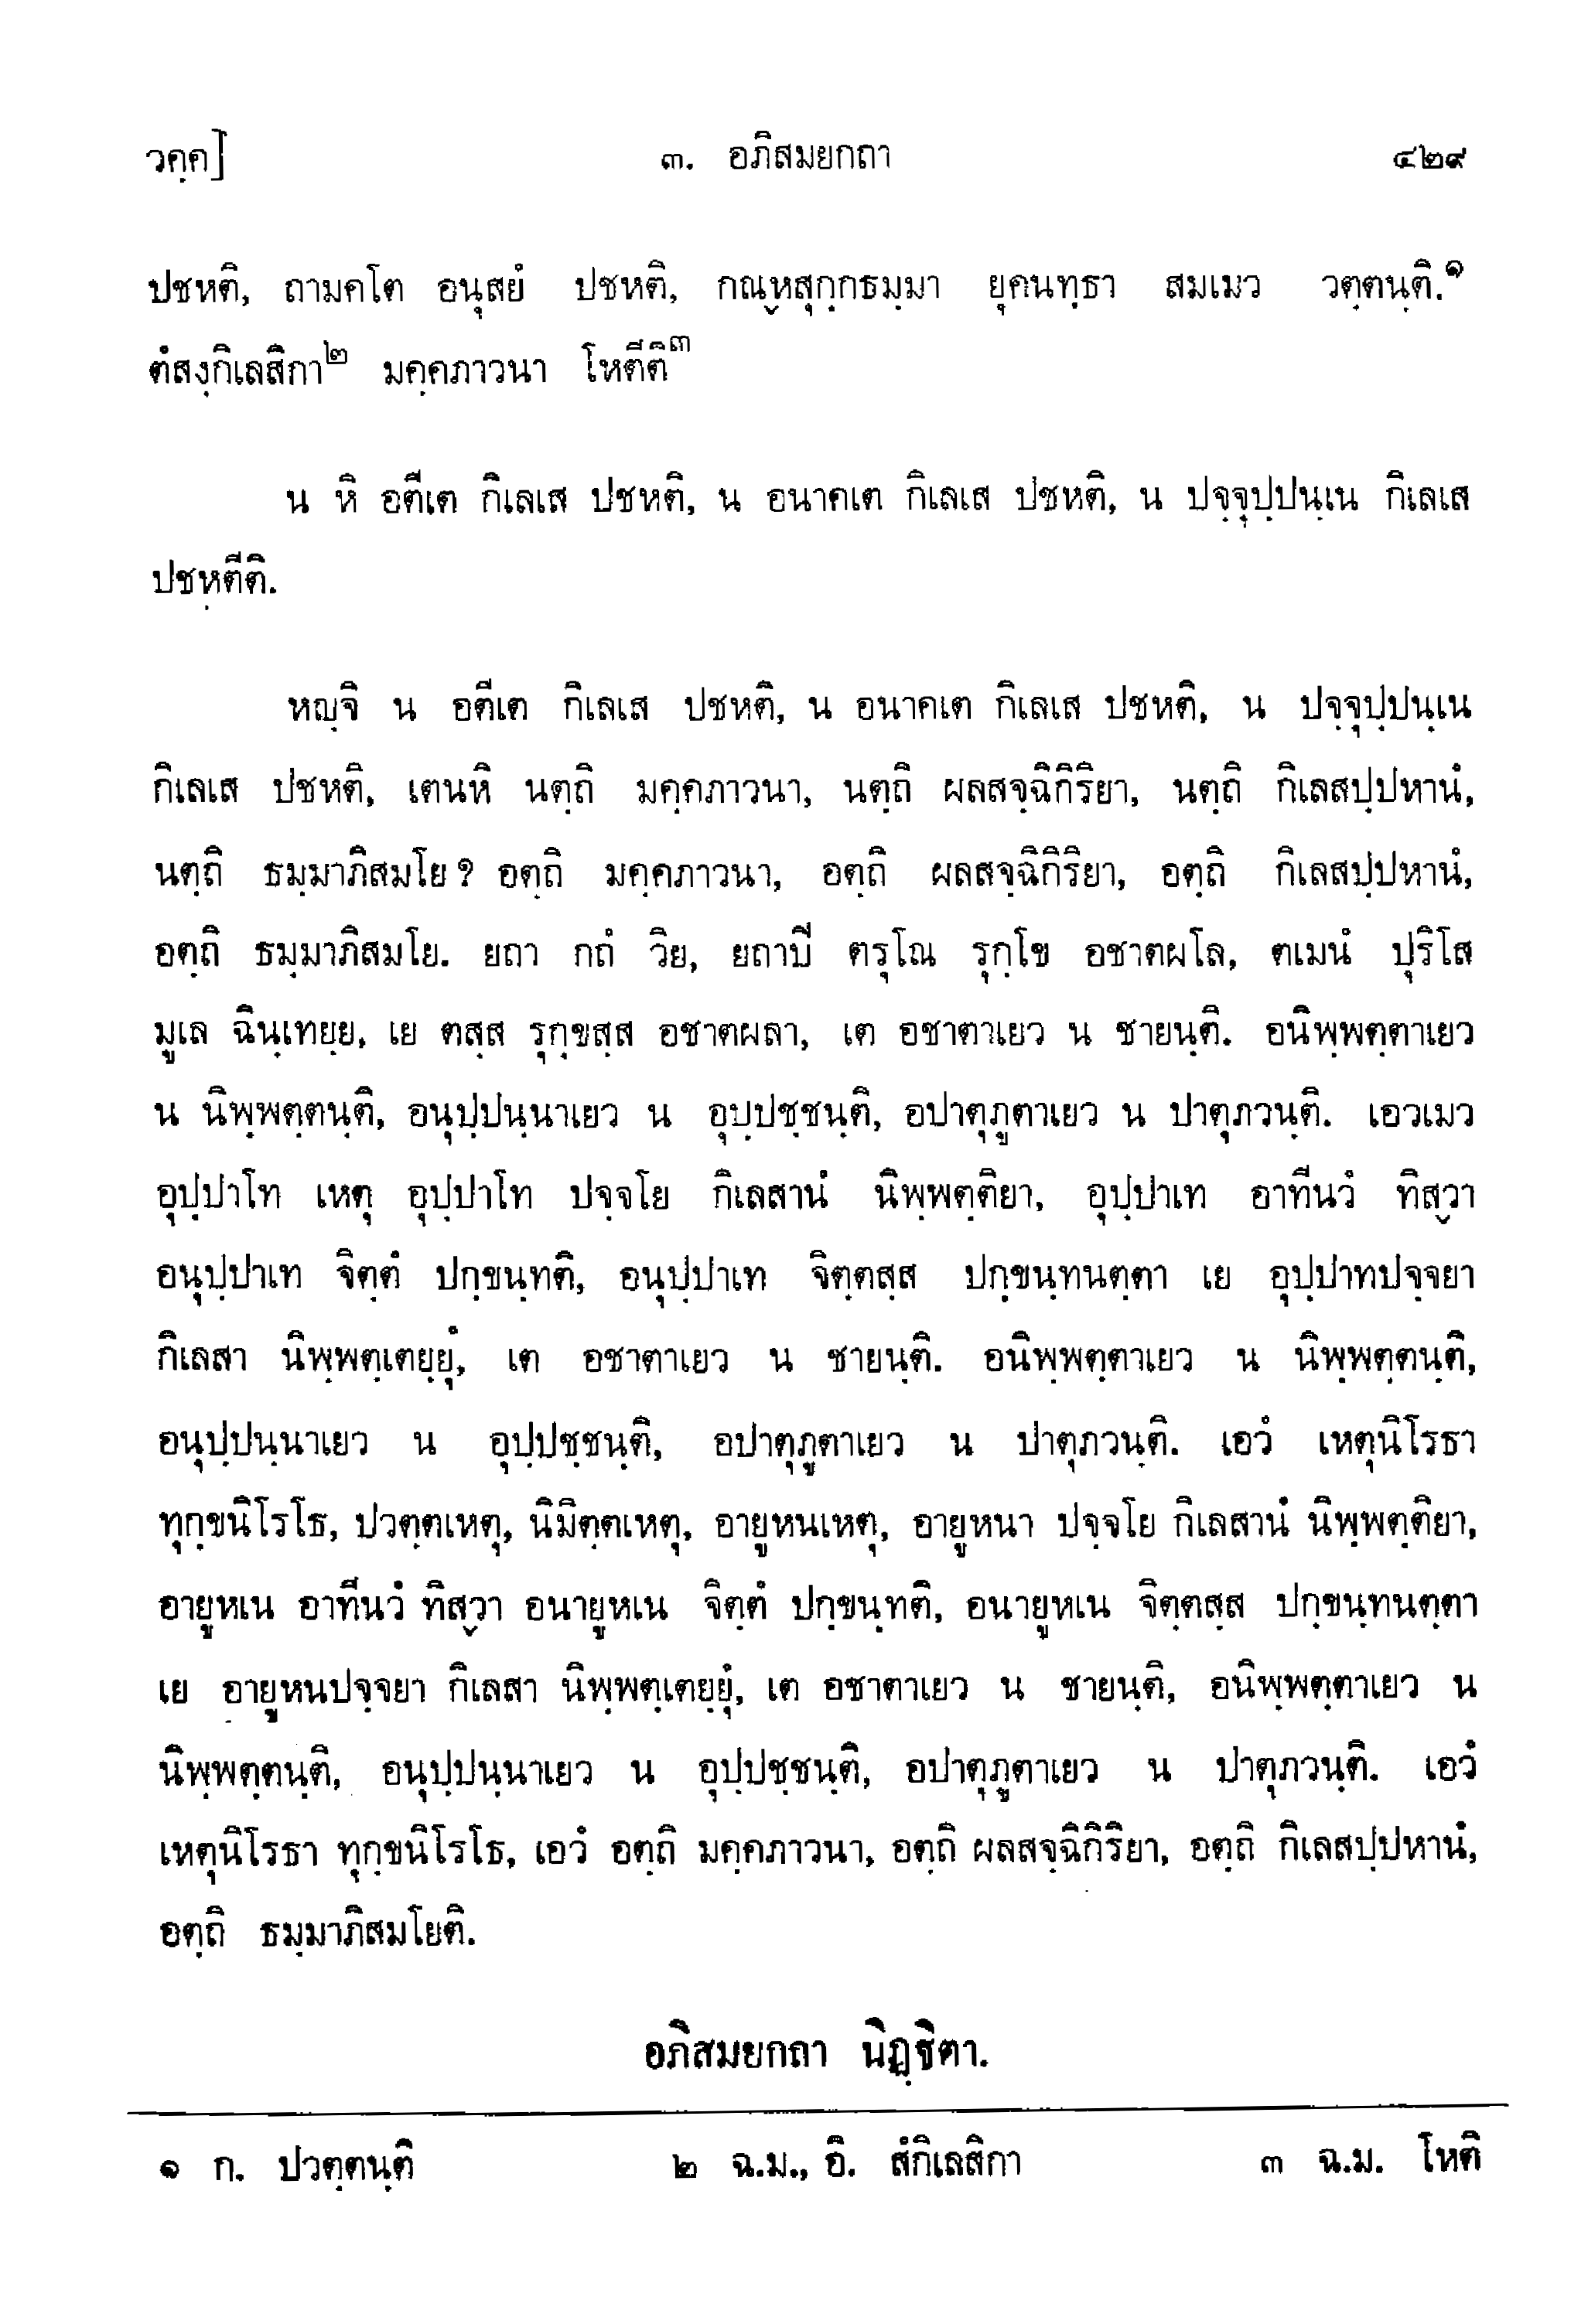 วคฺค] ๓. อภิสมยกถา ๔๒๙
ปชหติ, ถามคโต อนุสยํ ปชหติ, กณฺหสุกฺกธมฺมา ยุคนทฺธา สมเมว วตฺตนฺติ.๑
ตํสงฺกิเลสิกา๒ มคฺคภาวนา โหตีติ๓
น หิ อตีเต กิเลเส ปชหติ, น อนาคเต กิเลเส ปชหติ, น ปจฺจุปฺปนฺเน กิเลเส
ปชหฺตีติ.
หญฺจิ น อตีเต กิเลเส ปชหติ, น อนาคเต กิเลเส ปชหติ, น ปจฺจุปฺปนฺเน
กิเลเส ปชหติ, เตนหิ นตฺถิ มคฺคภาวนา, นตฺถิ ผลสจฺฉิกิริยา, นตฺถิ กิเลสปฺปหานํ,
นตฺถิ ธมฺมาภิสมโย ? อตฺถิ มคฺคภาวนา, อตฺถิ ผลสจฺฉิกิริยา, อตฺถิ กิเลสปฺปหานํ,
อตฺถิ ธมฺมาภิสมโย. ยถา กถํ วิย, ยถาปี ตรุโณ รุกฺโข อชาตผโล, ตเมนํ ปุริโส
มูเล ฉินฺเทยฺย, เย ตสฺส รุกฺขสฺส อชาตผลา, เต อชาตาเยว น ชายนฺติ. อนิพฺพตฺตาเยว
น นิพฺพตฺตนฺติ, อนุปฺปนฺนาเยว น อุปฺปชฺชนฺติ, อปาตุภูตาเยว น ปาตุภวนฺติ. เอวเมว
อุปฺปาโท เหตุ อุปฺปาโท ปจฺจโย กิเลสานํ นิพฺพตฺติยา, อุปฺปาเท อาทีนวํ ทิสฺวา
อนุปฺปาเท จิตฺตํ ปกฺขนฺทติ, อนุปฺปาเท จิตฺตสฺส ปกฺขนฺทนตฺตา เย อุปฺปาทปจฺจยา
กิเลสา นิพฺพตฺเตยฺยุํ, เต อชาตาเยว น ชายนฺติ. อนิพฺพตฺตาเยว น นิพฺพตฺตนฺติ,
อนุปฺปนฺนาเยว น อุปฺปชฺชนฺติ, อปาตุภูตาเยว น ปาตุภวนฺติ. เอวํ เหตุนิโรธา
ทุกฺขนิโรโธ, ปวตฺตเหตุ, นิมิตฺตเหตุ, อายูหนเหตุ, อายูหนา ปจฺจโย กิเลสานํ นิพฺพตฺติยา,
อายูหเน อาทีนวํ ทิสฺวา อนายูหเน จิตฺตํ ปกฺขนฺทติ, อนายูหเน จิตฺตสฺส ปกฺขนฺทนตฺตา
เย อายูหนปจฺจยา กิเลสา นิพฺพตฺเตยฺยุํ, เต อชาตาเยว น ชายนฺติ, อนิพฺพตฺตาเยว น
นิพฺพตฺตนฺติ, อนุปฺปนฺนาเยว น อุปฺปชฺชนฺติ, อปาตุภูตาเยว น ปาตุภวนฺติ. เอวํ
เหตุนิโรธา ทุกฺขนิโรโธ, เอวํ อตฺถิ มคฺคภาวนา, อตฺถิ ผลสจฺฉิกิริยา, อตฺถิ กิเลสปฺปหานํ,
อตฺถิ ธมฺมาภิสมโยติ.
อภิสมยกถา นิฏฺฐิตา.
๑ ก. ปวตฺตนฺติ ๒ ฉ.ม., อิ. สํกิเลสิกา ๓ ฉ.ม. โหติ